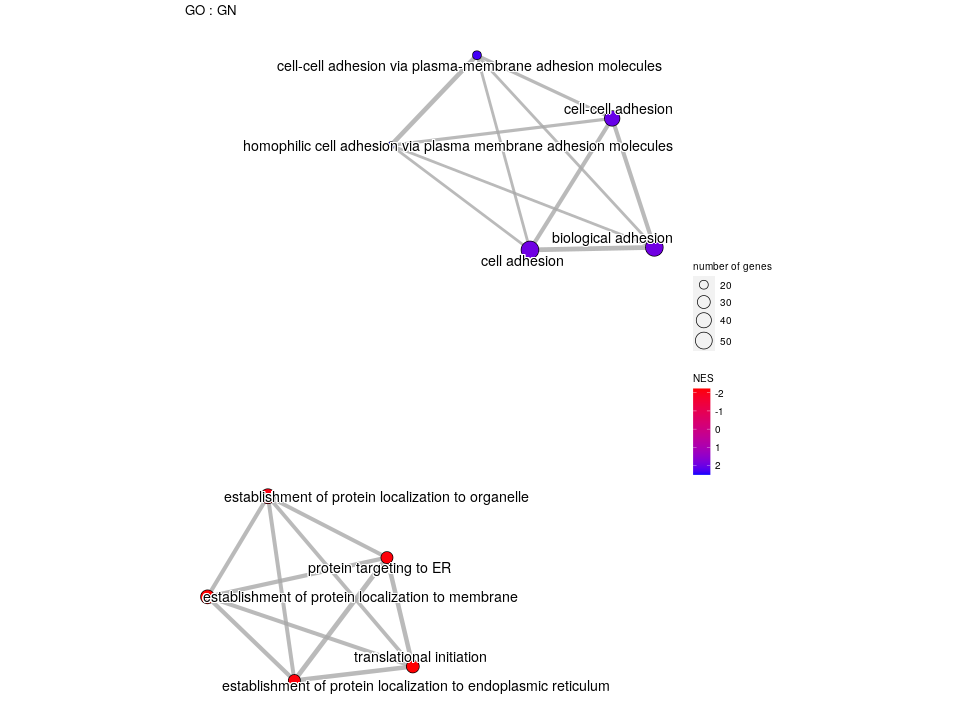 GO : GN
cell-cell adhesion via plasma-membrane adhesion molecules
cell-cell adhesion
homophilic cell adhesion via plasma membrane adhesion molecules
biological adhesion
cell adhesion
number of genes
20
30
40
50
NES
-2
-1
0
1
2
establishment of protein localization to organelle
protein targeting to ER
establishment of protein localization to membrane
translational initiation
establishment of protein localization to endoplasmic reticulum